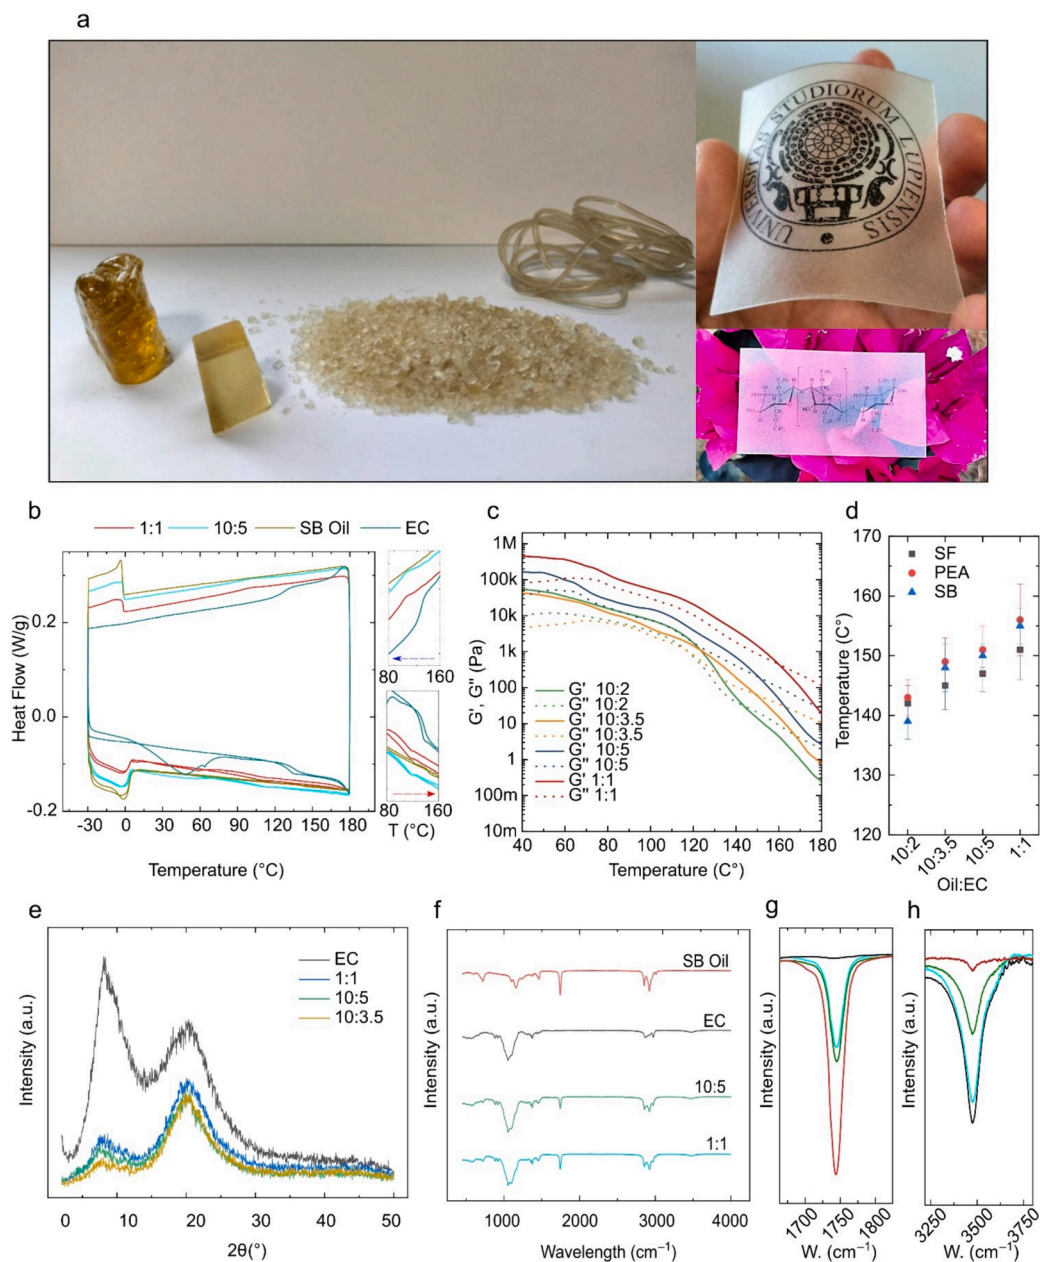 a
UNIVERSITAS STUDIORUM LUPIENSIS
b
1:1
10:5
SB Oil
EC
Heat Flow (W/g)
0.2
0.0
-0.2
-30 0 30 60 90 120 150 180
Temperature (°C)
80 160
80 160
T (°C)
c
G', G'' (Pa)
1M
100k
10k
1k
100
10
1
100m
10m
G' 10:2
G'' 10:2
G' 10:3.5
G'' 10:3.5
G' 10:5
G'' 10:5
G' 1:1
G'' 1:1
40 60 80 100 120 140 160 180
Temperature (C°)
d
Temperature (C°)
170
160
150
140
130
120
SF
PEA
SB
10:2 10:3.5 10:5 1:1
Oil:EC
e
Intensity (a.u.)
EC
1:1
10:5
10:3.5
0 10 20 30 40 50
2θ(°)
f
Intensity (a.u.)
SB Oil
EC
10:5
1:1
1000 2000 3000 4000
Wavelength (cm⁻¹)
g
Intensity (a.u.)
1700 1750 1800
W. (cm⁻¹)
h
Intensity (a.u.)
3250 3500 3750
W. (cm⁻¹)